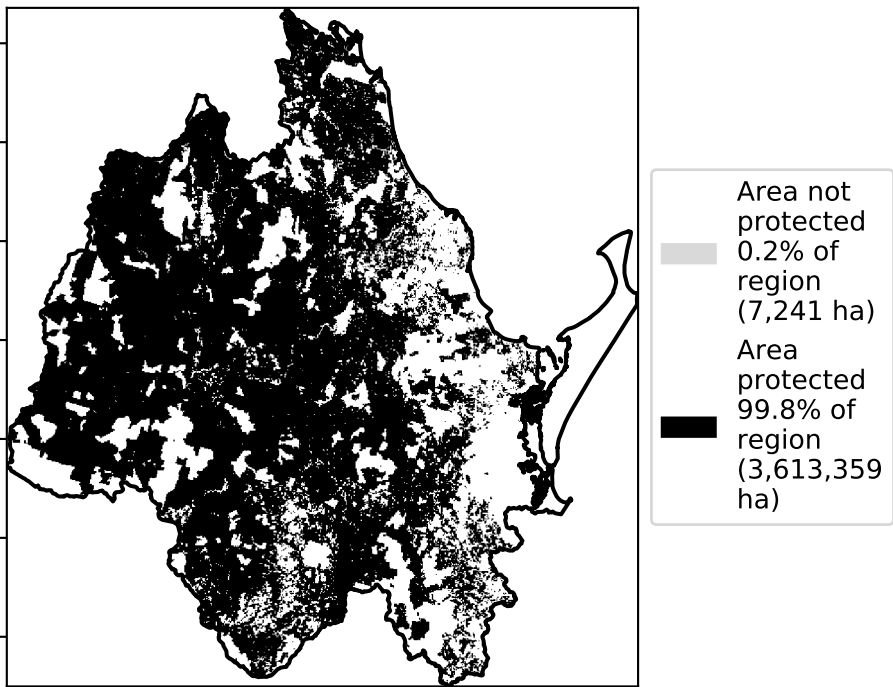 Area not
protected
0.2% of
region
(7,241 ha)
Area
protected
99.8% of
region
(3,613,359
ha)